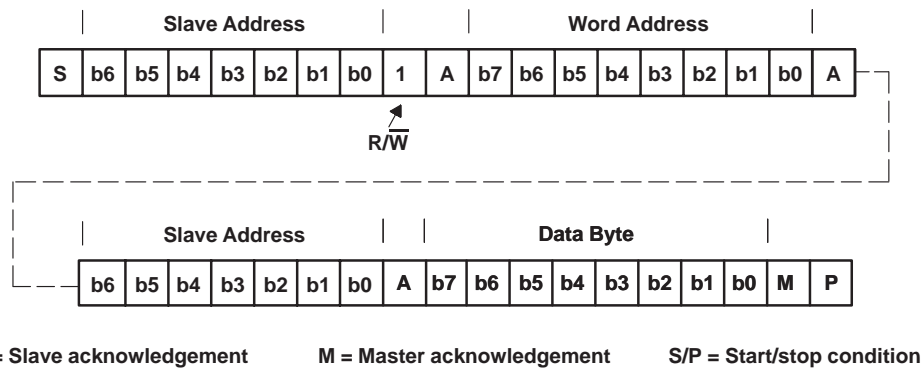 Slave Address Word Address
S b6 b5 b4 b3 b2 b1 b0 1 A b7 b6 b5 b4 b3 b2 b1 b0 A
R/W̅
Slave Address Data Byte
b6 b5 b4 b3 b2 b1 b0 A b7 b6 b5 b4 b3 b2 b1 b0 M P
= Slave acknowledgement M = Master acknowledgement S/P = Start/stop condition